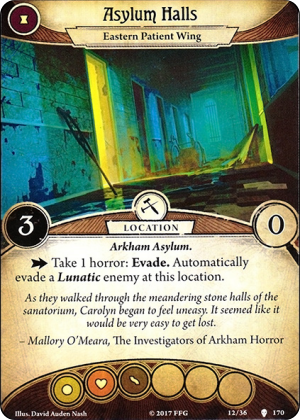 Asylum Halls
Eastern Patient Wing
3
LOCATION
0
Arkham Asylum.
Take 1 horror: Evade. Automatically
evade a Lunatic enemy at this location.
As they walked through the meandering stone halls of the
sanatorium, Carolyn began to feel uneasy. It seemed like it
would be very easy to get lost.
– Mallory O'Meara, The Investigators of Arkham Horror
Illus. David Auden Nash
© 2017 FFG
12/36
170